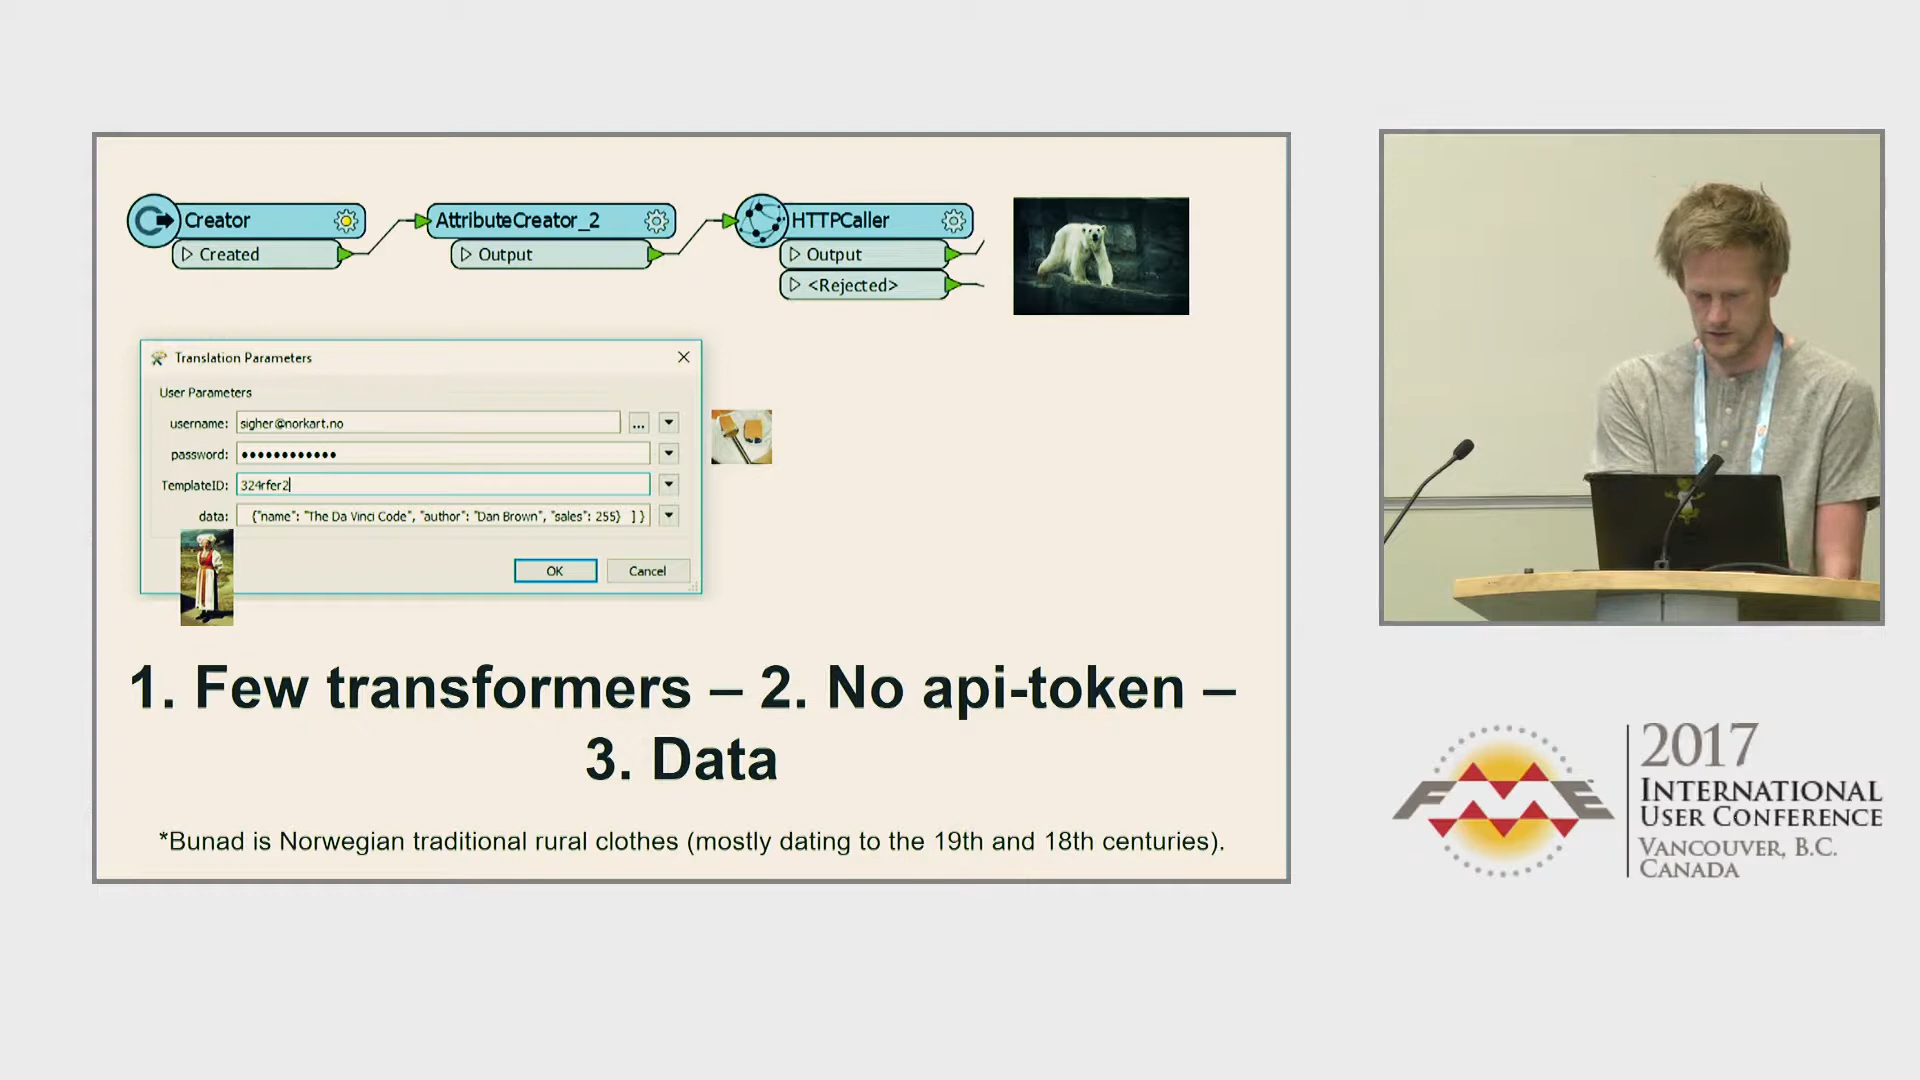 Creator
Created
AttributeCreator_2
Output
HTTPCaller
Output
<Rejected>
Translation Parameters
User Parameters
username: sigher@norkart.no ...
password: ●●●●●●●●●●●●
TemplateID: 324rfer2
data: {"name": "The Da Vinci Code", "author": "Dan Brown", "sales": 255} ] }
OK Cancel
1. Few transformers – 2. No api-token –
3. Data
*Bunad is Norwegian traditional rural clothes (mostly dating to the 19th and 18th centuries).
FME
2017
INTERNATIONAL
USER CONFERENCE
VANCOUVER, B.C.
CANADA